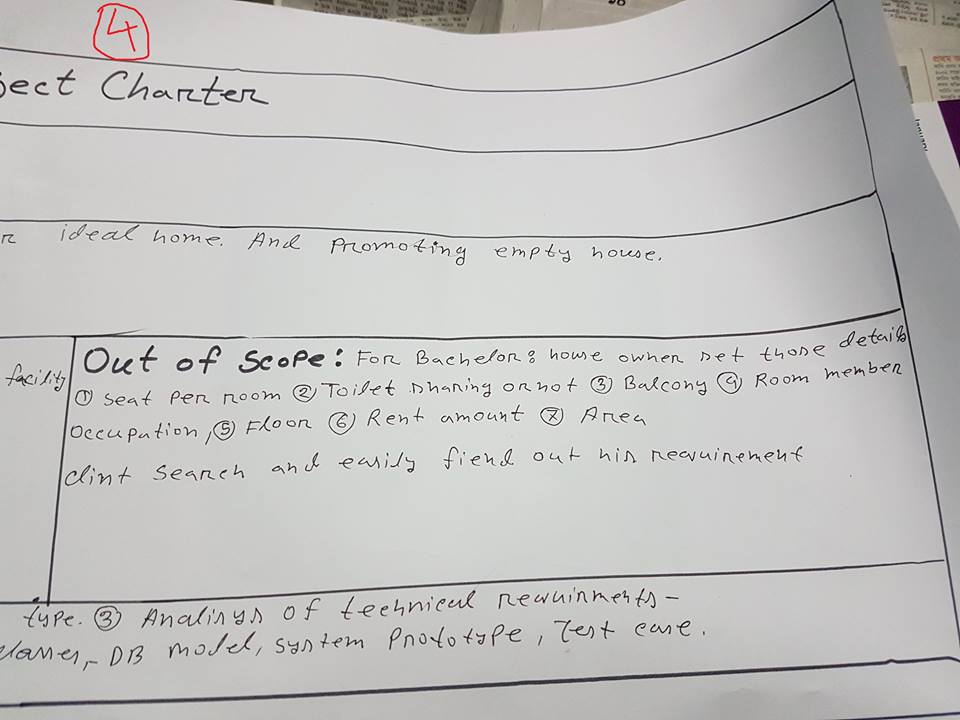 4
ject Charter
r ideal home. And Promoting empty house.
facility
Out of Scope: For Bachelor: house owner set those details
① Seat Per room ② Toilet sharing or not ③ Balcony ④ Room member
Occupation, ⑤ Floor ⑥ Rent amount ⑦ Area
Clint Search and easily fiend out his requirement
type. ③ Analisys of technical requirments-
classes, - DB model, system Prototype, Test case.